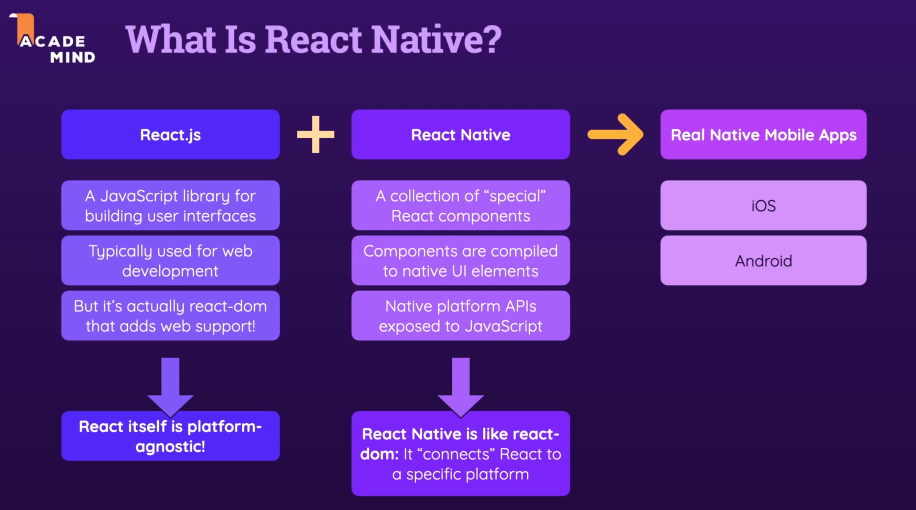 ACADE
MIND
What Is React Native?
React.js
React Native
Real Native Mobile Apps
A JavaScript library for
building user interfaces
Typically used for web
development
But it's actually react-dom
that adds web support!
React itself is platform-
agnostic!
A collection of “special”
React components
Components are compiled
to native UI elements
Native platform APIs
exposed to JavaScript
React Native is like react-
dom: It “connects” React to
a specific platform
iOS
Android